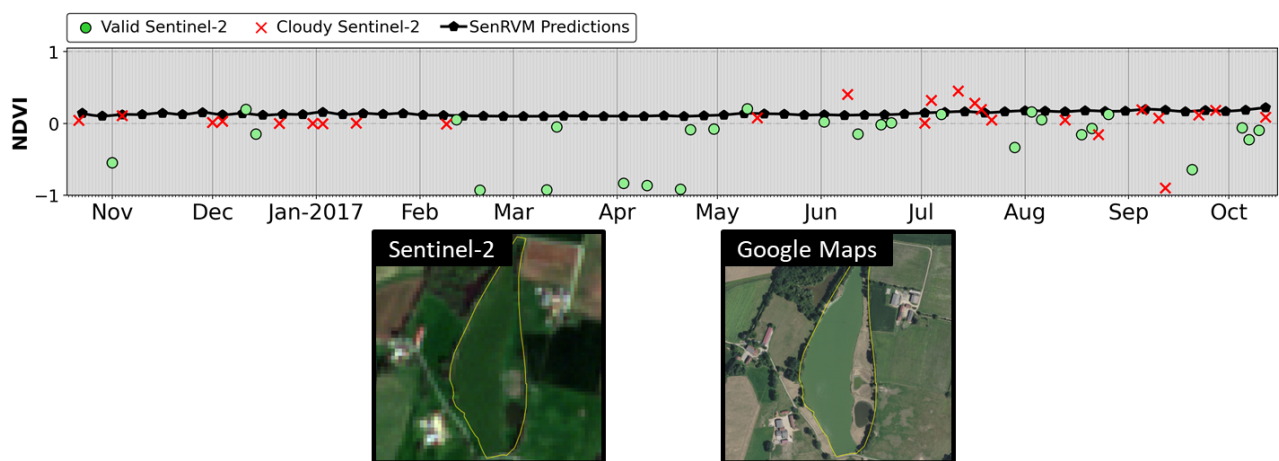 Valid Sentinel-2 Cloudy Sentinel-2 SenRVM Predictions
NDVI
1
0
−1
Nov Dec Jan-2017 Feb Mar Apr May Jun Jul Aug Sep Oct
Sentinel-2 Google Maps